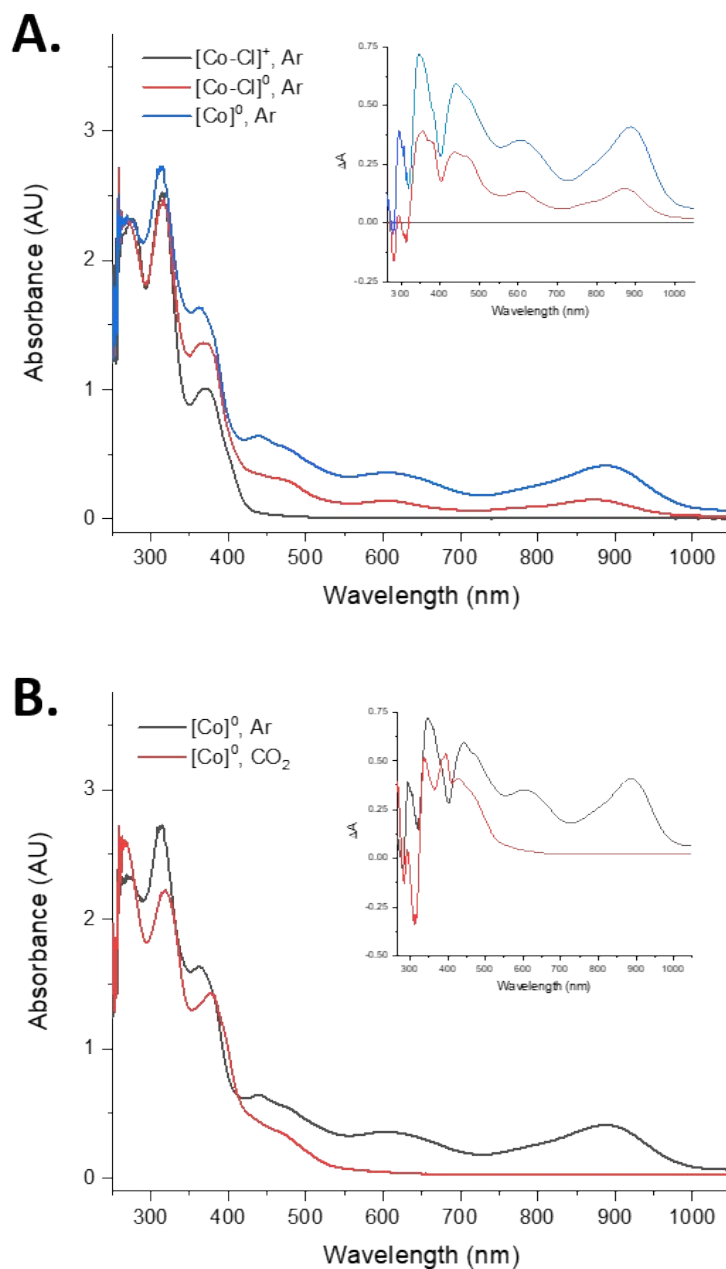 A.
[Co-Cl]⁺, Ar
[Co-Cl]⁰, Ar
[Co]⁰, Ar
Absorbance (AU)
3
2
1
0
300 400 500 600 700 800 900 1000
Wavelength (nm)
ΔA
0.75
0.50
0.25
0.00
-0.25
300 400 500 600 700 800 900 1000
Wavelength (nm)
B.
[Co]⁰, Ar
[Co]⁰, CO₂
Absorbance (AU)
3
2
1
0
300 400 500 600 700 800 900 1000
Wavelength (nm)
ΔA
0.75
0.50
0.25
0.00
-0.25
-0.50
300 400 500 600 700 800 900 1000
Wavelength (nm)